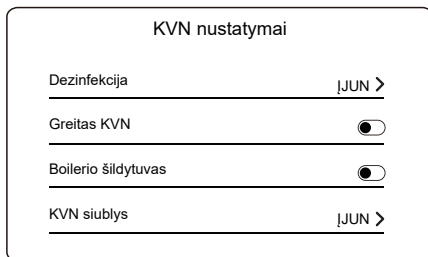 KVN nustatymai
Dezinfekcija
ĮJUN
Greitas KVN
Boilerio šildytuvas
KVN siublys
ĮJUN